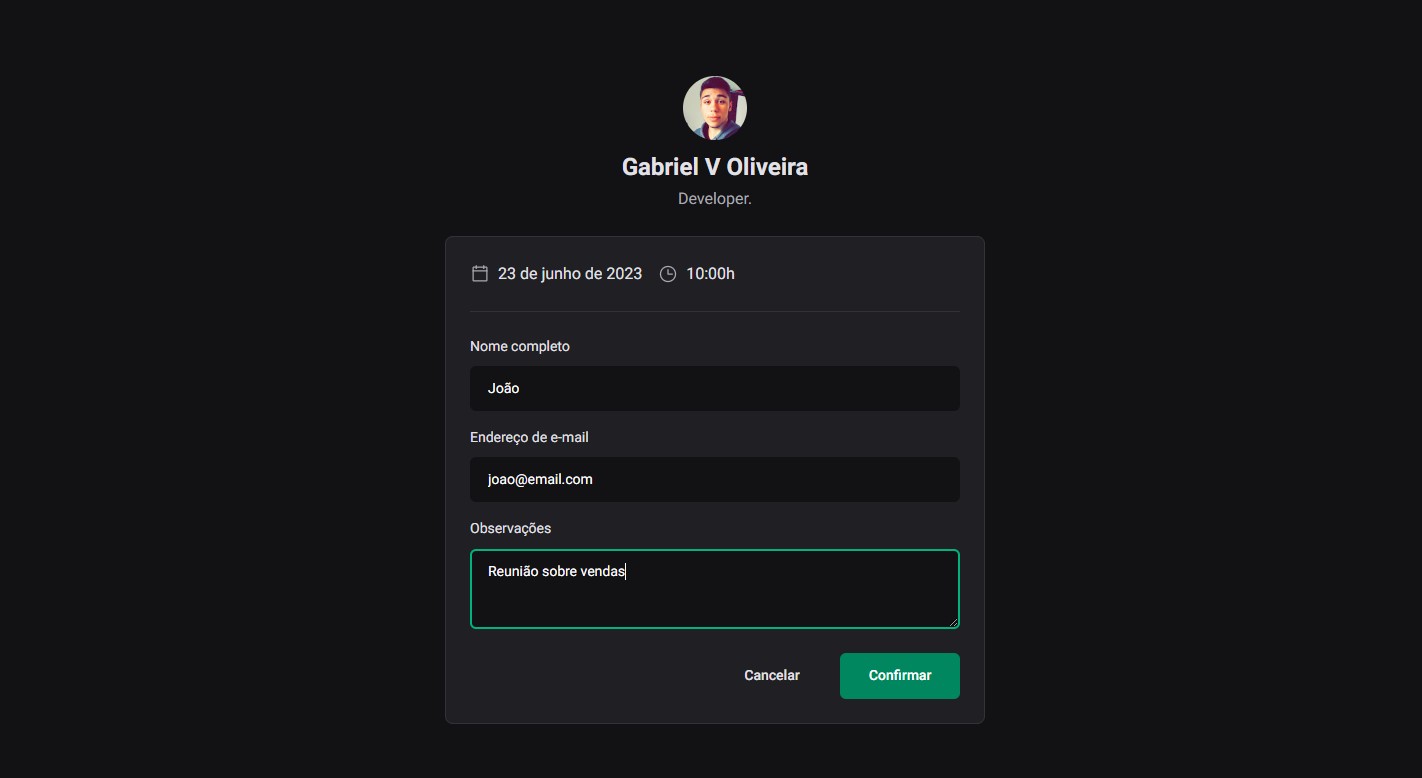 Gabriel V Oliveira
Developer.
23 de junho de 2023 10:00h
Nome completo
João
Endereço de e-mail
joao@email.com
Observações
Reunião sobre vendas
Cancelar Confirmar